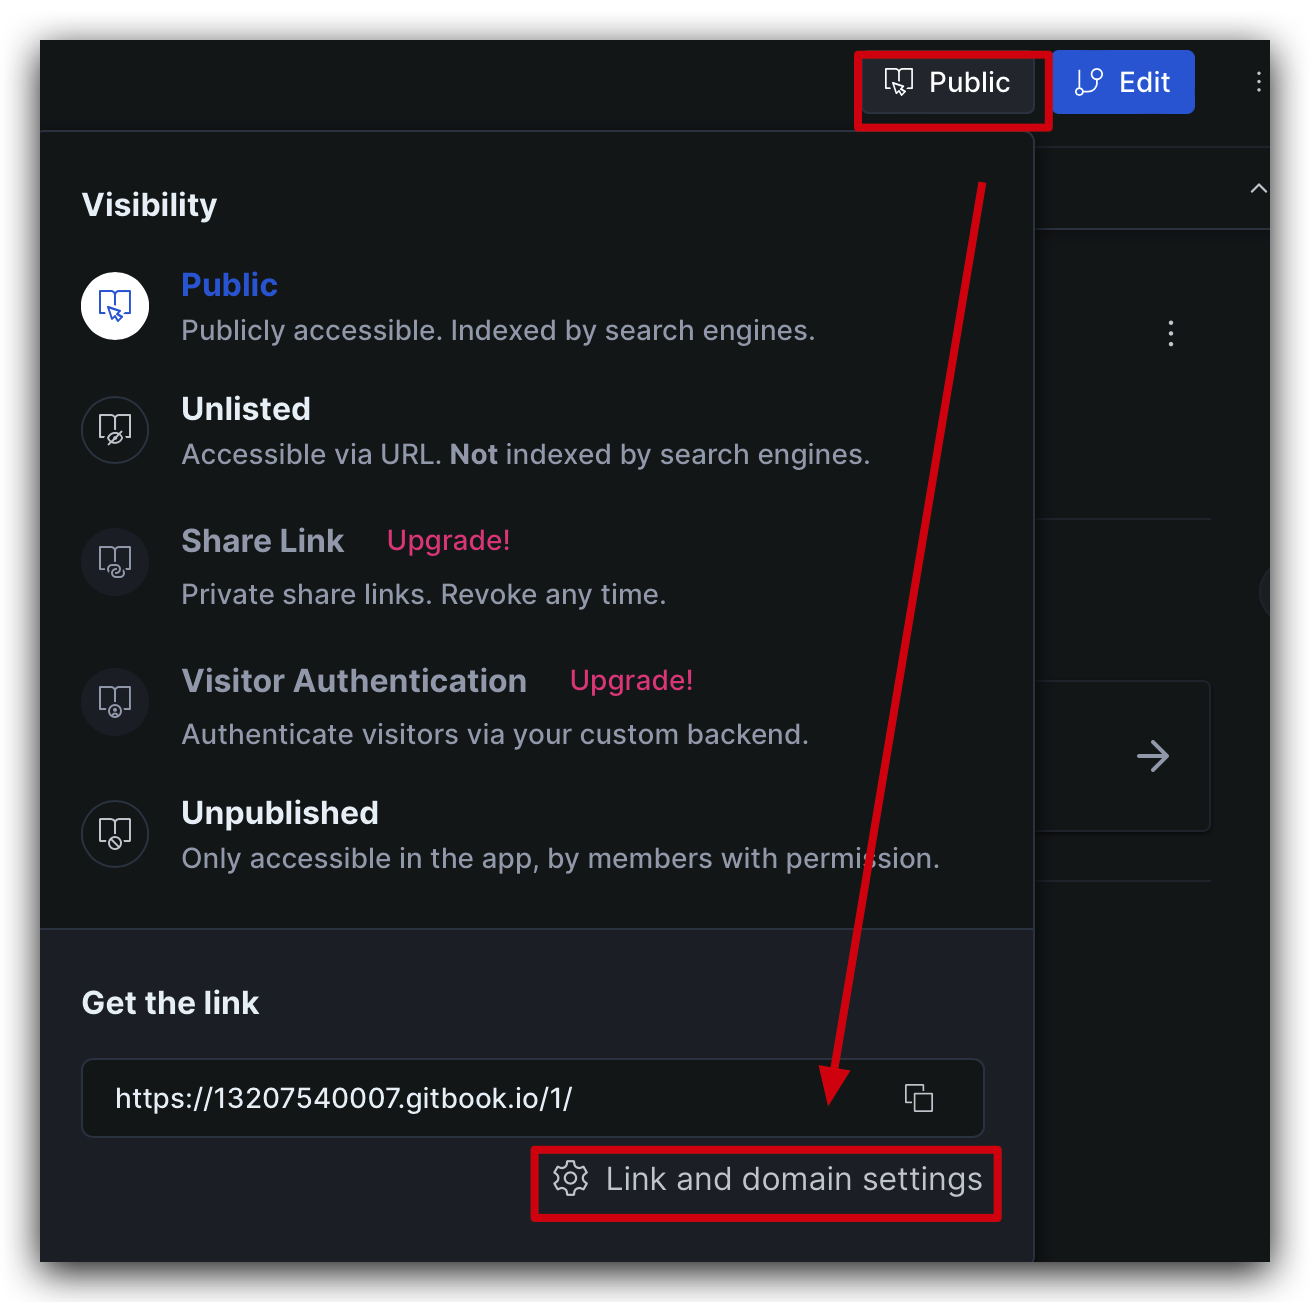 Public
Edit
Visibility
Public
Publicly accessible. Indexed by search engines.
Unlisted
Accessible via URL. Not indexed by search engines.
Share Link Upgrade!
Private share links. Revoke any time.
Visitor Authentication Upgrade!
Authenticate visitors via your custom backend.
Unpublished
Only accessible in the app, by members with permission.
Get the link
https://13207540007.gitbook.io/1/
Link and domain settings